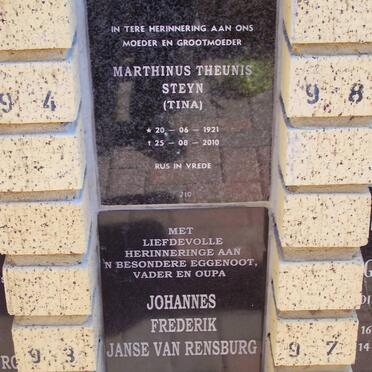 IN TERE HERINNERING AAN ONS
MOEDER EN GROOTMOEDER
MARTHINUS THEUNIS
STEYN
(TINA)
* 20 – 06 – 1921
† 25 – 08 – 2010
RUS IN VREDE
210
94
98
MET
LIEFDEVOLLE
HERINNERINGE AAN
'N BESONDERE EGGENOOT,
VADER EN OUPA
JOHANNES
FREDERIK
JANSE VAN RENSBURG
93
97